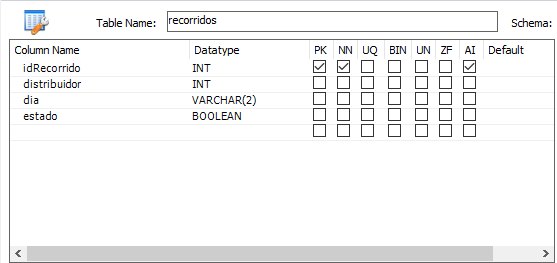 Table Name: recorridos Schema:
Column Name Datatype PK NN UQ BIN UN ZF AI Default
idRecorrido INT
distribuidor INT
dia VARCHAR(2)
estado BOOLEAN